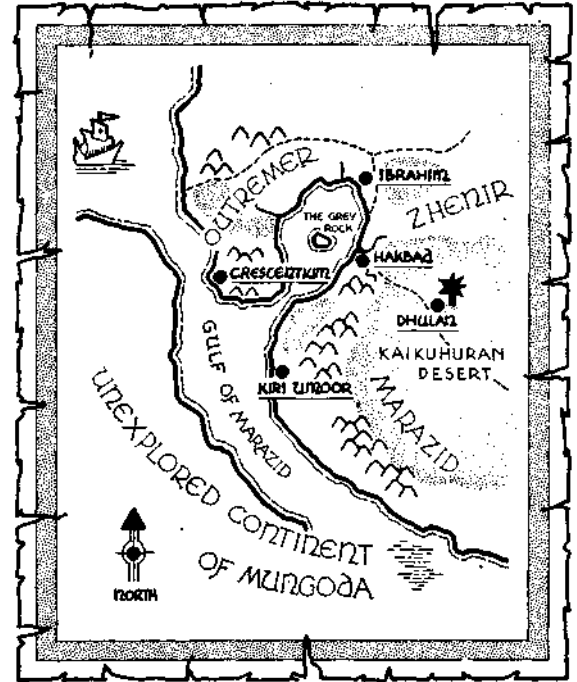 OUTREMER
IBRAHIM
ZHENIR
THE GREY
ROCK
HAKBAD
CRESCENTIUM
DHULAN
GULF OF MARAZID
KAIKUHURAN
DESERT
KIRI UMOOR
MARAZID
UNEXPLORED CONTINENT
OF MUNGODA
NORTH